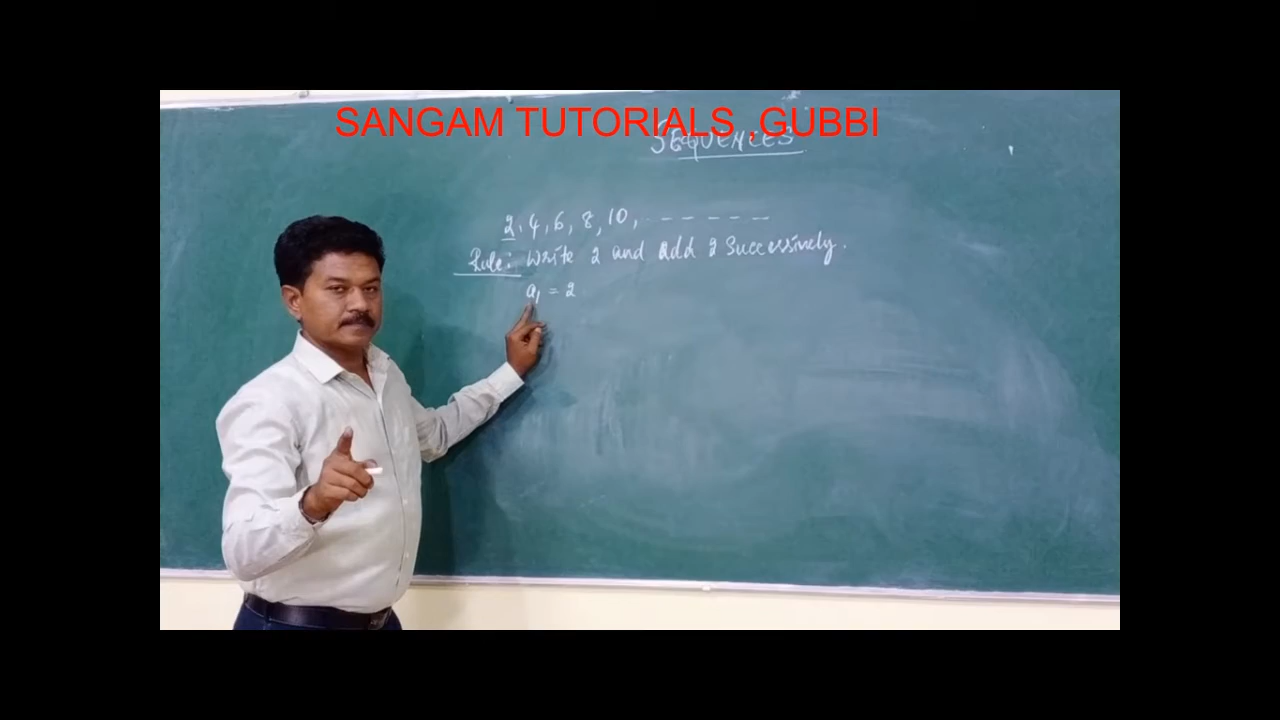 SANGAM TUTORIALS, GUBBI
SEQUENCES
2, 4, 6, 8, 10, - - - - - -
Rule: Write 2 and add 2 Successively.
a₁ = 2